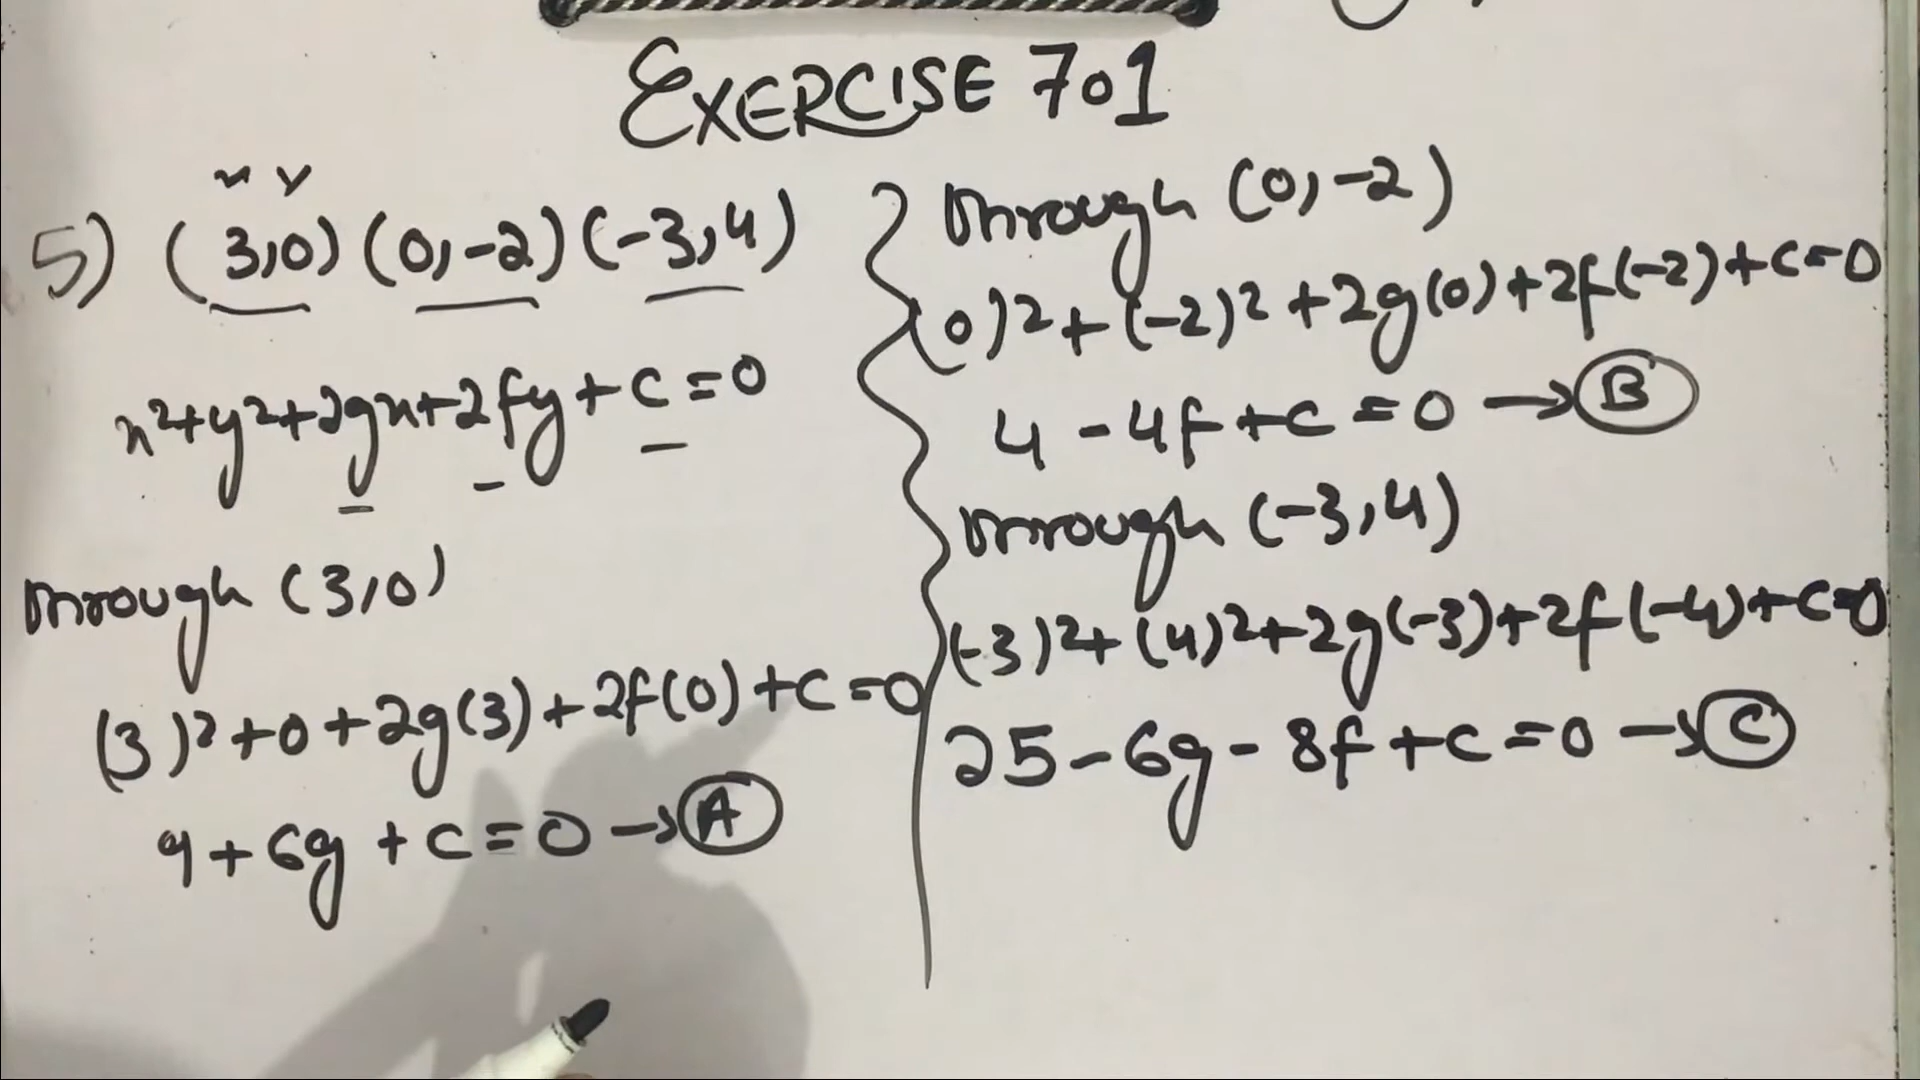 EXERCISE 7.1
x y
5) (3,0) (0,-2) (-3,4)
x²+y²+2gx+2fy+c=0
through (3,0)
(3)²+0+2g(3)+2f(0)+c=0
9+6g+c=0 → A
through (0,-2)
(0)²+(-2)²+2g(0)+2f(-2)+c=0
4-4f+c=0 → B
through (-3,4)
(-3)²+(4)²+2g(-3)+2f(-4)+c=0
25-6g-8f+c=0 → C